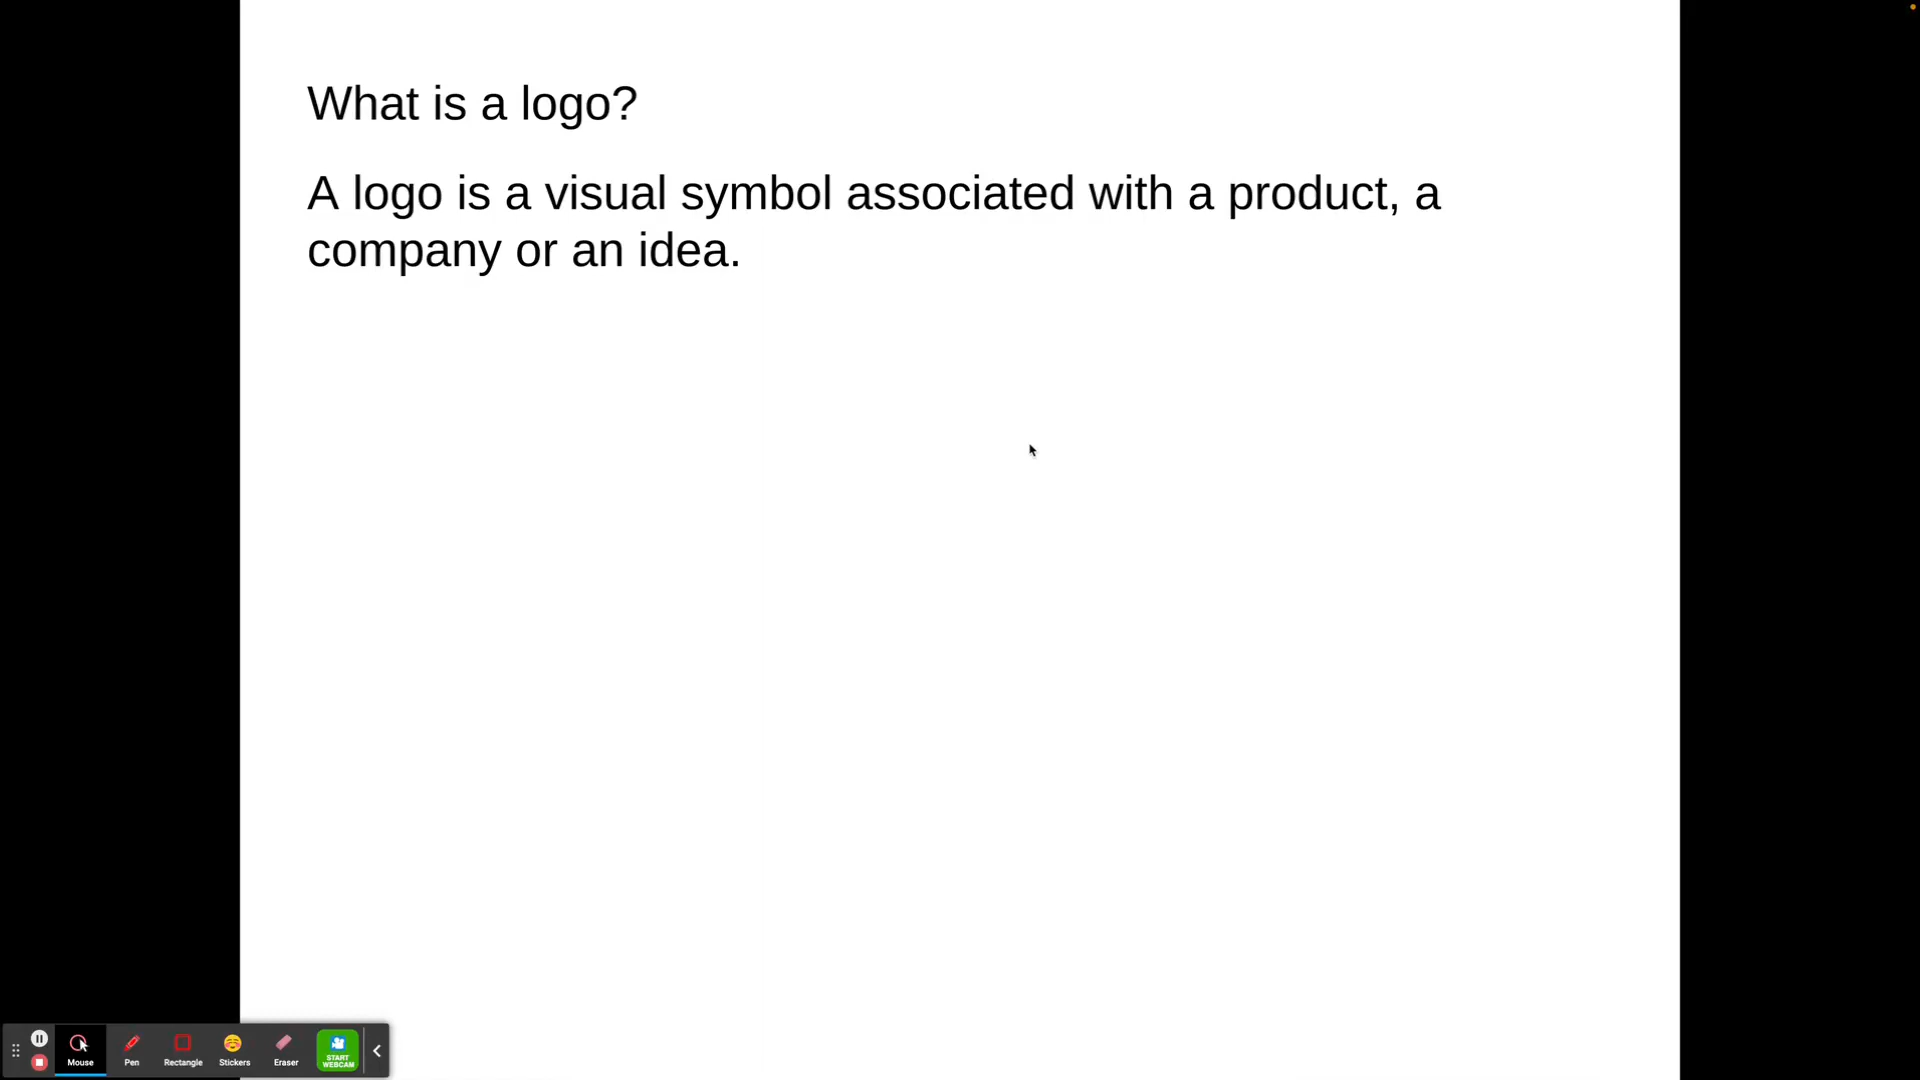 What is a logo?
A logo is a visual symbol associated with a product, a
company or an idea.
Mouse
Pen
Rectangle
Stickers
Eraser
START
WEBCAM